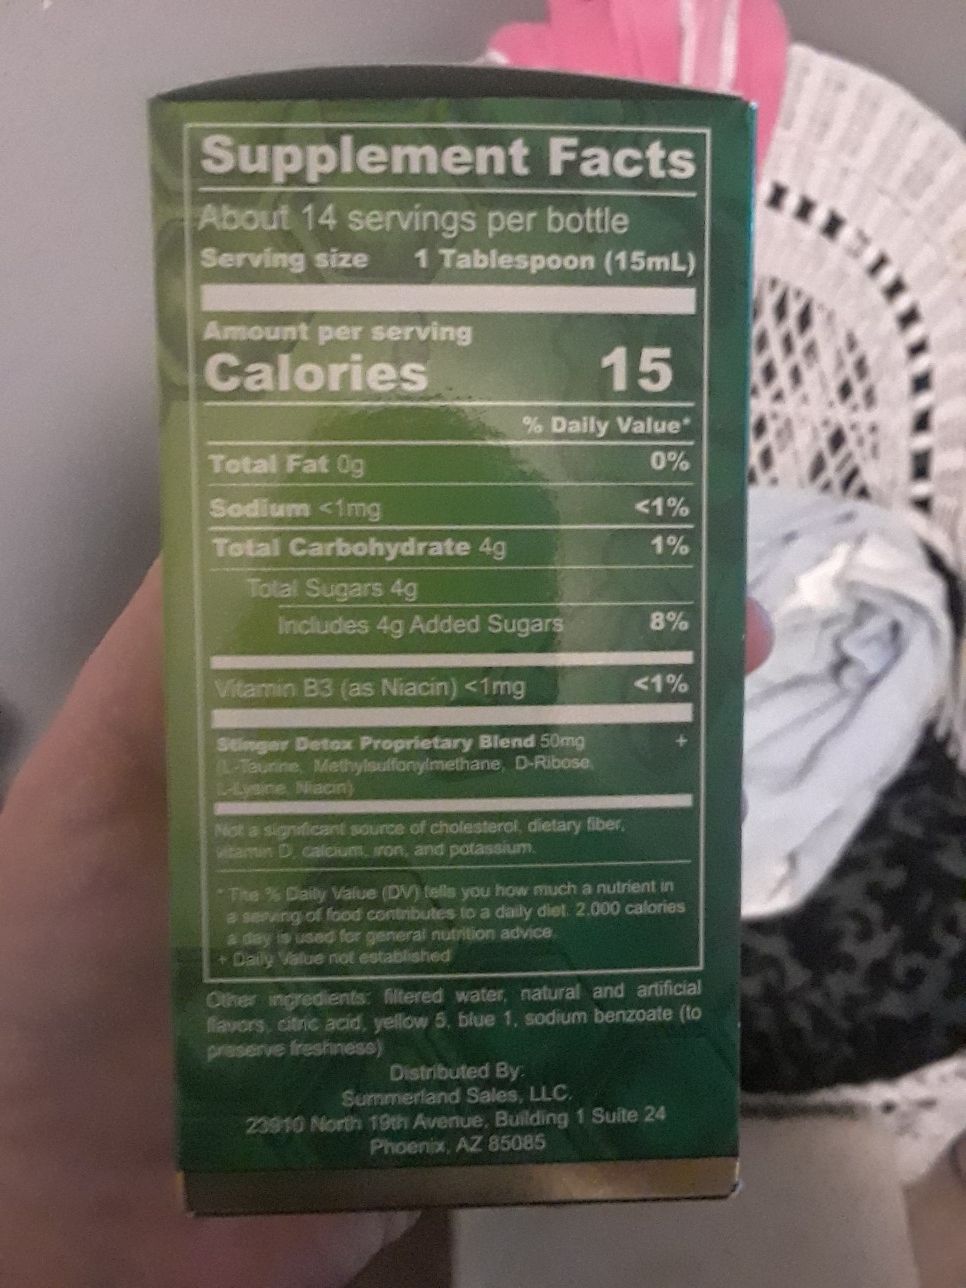 Supplement Facts
About 14 servings per bottle
Serving size 1 Tablespoon (15mL)
Amount per serving
Calories 15
% Daily Value*
Total Fat 0g 0%
Sodium <1mg <1%
Total Carbohydrate 4g 1%
Total Sugars 4g
Includes 4g Added Sugars 8%
Vitamin B3 (as Niacin) <1mg <1%
Stinger Detox Proprietary Blend 50mg +
(L-Taurine, Methylsulfonylmethane, D-Ribose,
L-Lysine, Niacin)
Not a significant source of cholesterol, dietary fiber,
vitamin D, calcium, iron, and potassium.
* The % Daily Value (DV) tells you how much a nutrient in
a serving of food contributes to a daily diet. 2,000 calories
a day is used for general nutrition advice.
+ Daily Value not established
Other ingredients: filtered water, natural and artificial
flavors, citric acid, yellow 5, blue 1, sodium benzoate (to
preserve freshness)
Distributed By:
Summerland Sales, LLC.
23910 North 19th Avenue, Building 1 Suite 24
Phoenix, AZ 85085